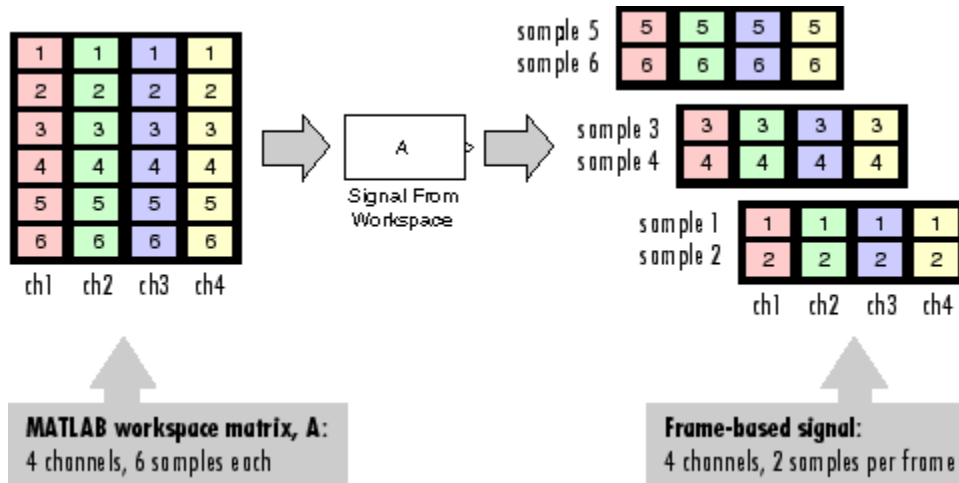 1 1 1 1
2 2 2 2
3 3 3 3
4 4 4 4
5 5 5 5
6 6 6 6
ch1 ch2 ch3 ch4
MATLAB workspace matrix, A:
4 channels, 6 samples each
A
Signal From
Workspace
sample 5 5 5 5 5
sample 6 6 6 6 6
sample 3 3 3 3 3
sample 4 4 4 4 4
sample 1 1 1 1 1
sample 2 2 2 2 2
ch1 ch2 ch3 ch4
Frame-based signal:
4 channels, 2 samples per frame